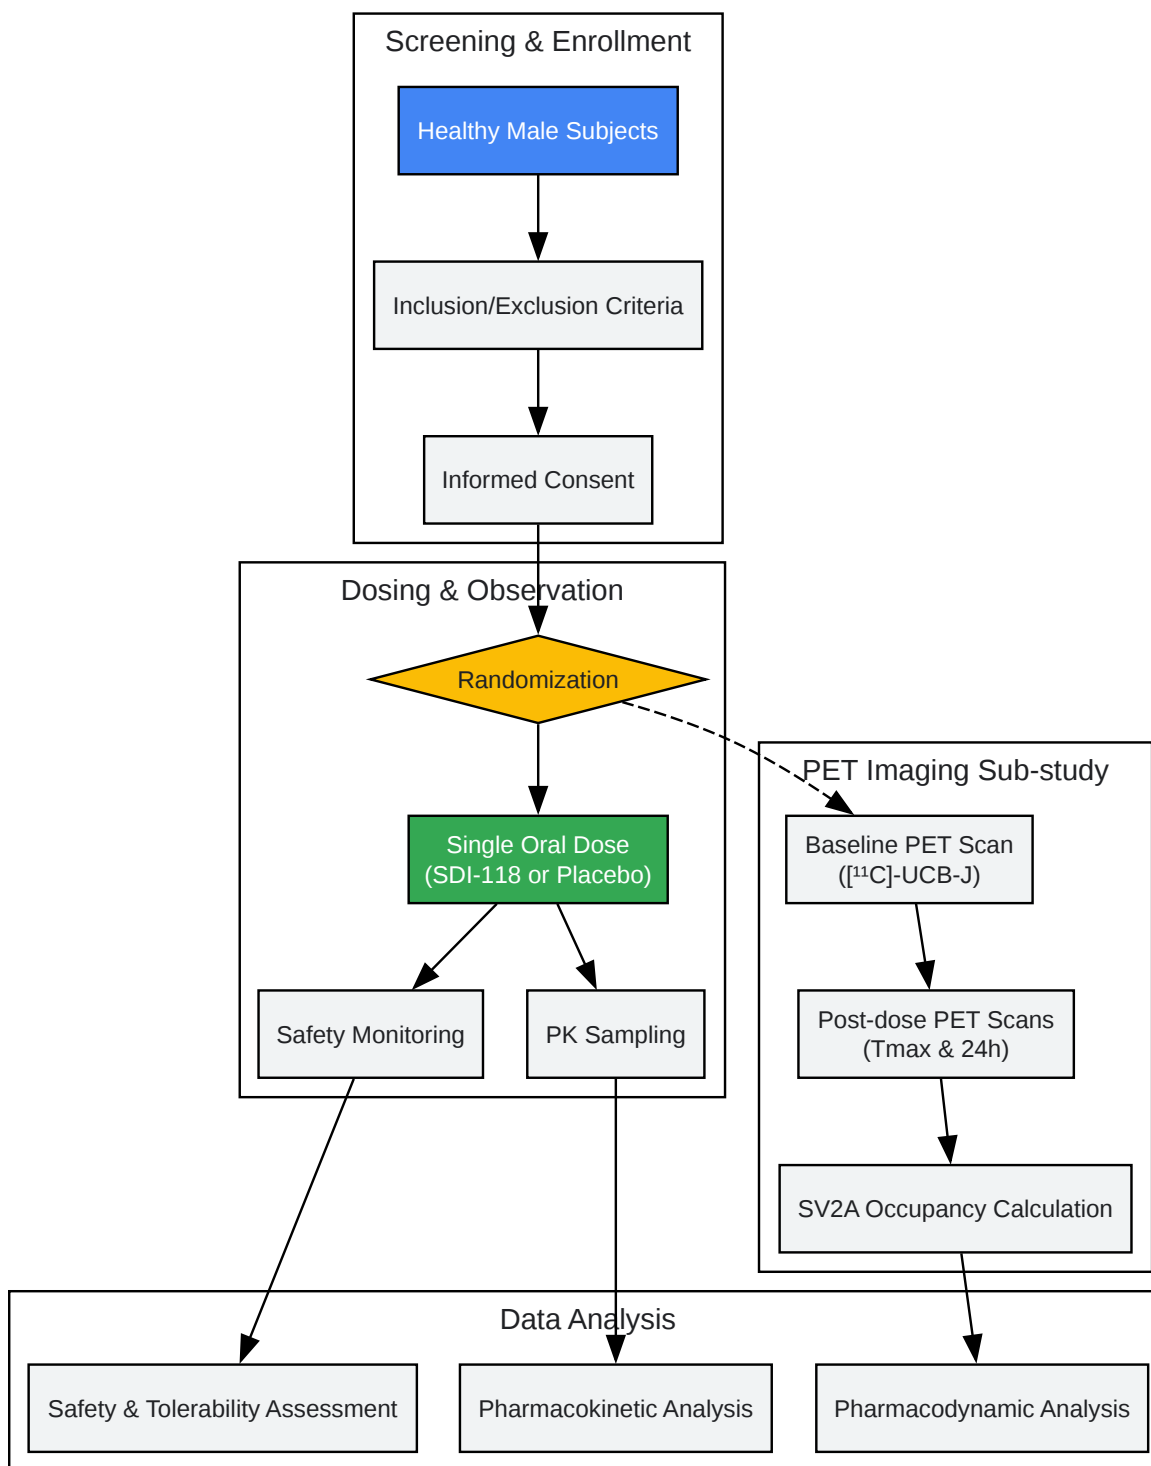 Screening & Enrollment
Healthy Male Subjects
Inclusion/Exclusion Criteria
Informed Consent
Dosing & Observation
Randomization
Single Oral Dose
(SDI-118 or Placebo)
Safety Monitoring
PK Sampling
PET Imaging Sub-study
Baseline PET Scan
([¹¹C]-UCB-J)
Post-dose PET Scans
(Tmax & 24h)
SV2A Occupancy Calculation
Data Analysis
Safety & Tolerability Assessment
Pharmacokinetic Analysis
Pharmacodynamic Analysis